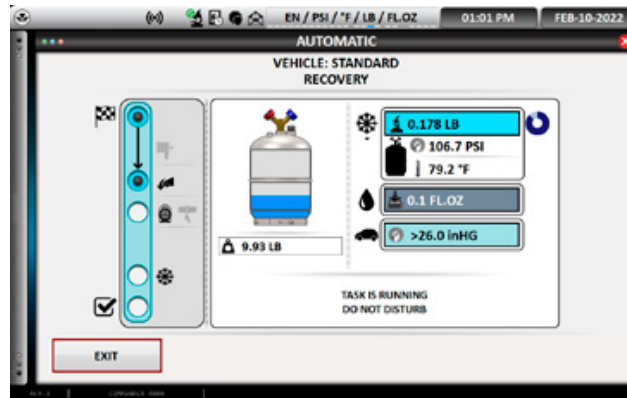 EN / PSI / °F / LB / FL.OZ
01:01 PM
FEB-10-2022
AUTOMATIC
VEHICLE: STANDARD
RECOVERY
0.178 LB
106.7 PSI
79.2 °F
0.1 FL.OZ
>26.0 inHG
9.93 LB
TASK IS RUNNING
DO NOT DISTURB
EXIT